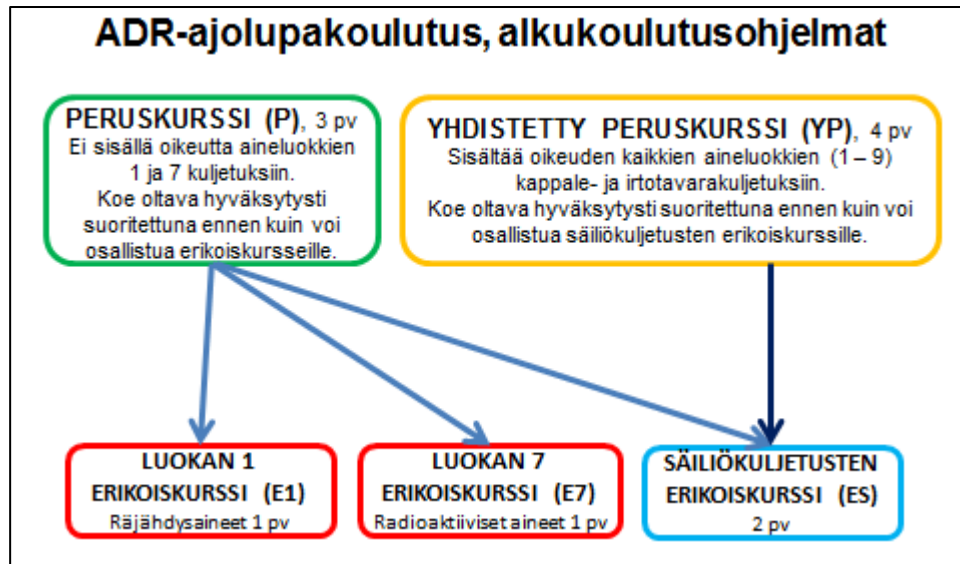 ADR-ajolupakoulutus, alkukoulutusohjelmat
PERUSKURSSI (P), 3 pv
Ei sisällä oikeutta aineluokkien
1 ja 7 kuljetuksiin.
Koe oltava hyväksytysti
suoritettuna ennen kuin voi
osallistua erikoiskursseille.
YHDISTETTY PERUSKURSSI (YP), 4 pv
Sisältää oikeuden kaikkien aineluokkien (1 – 9)
kappale- ja irtotavarakuljetuksiin.
Koe oltava hyväksytysti suoritettuna ennen kuin voi
osallistua säiliökuljetusten erikoiskurssille.
LUOKAN 1
ERIKOISKURSSI (E1)
Räjähdysaineet 1 pv
LUOKAN 7
ERIKOISKURSSI (E7)
Radioaktiiviset aineet 1 pv
SÄILIÖKULJETUSTEN
ERIKOISKURSSI (ES)
2 pv